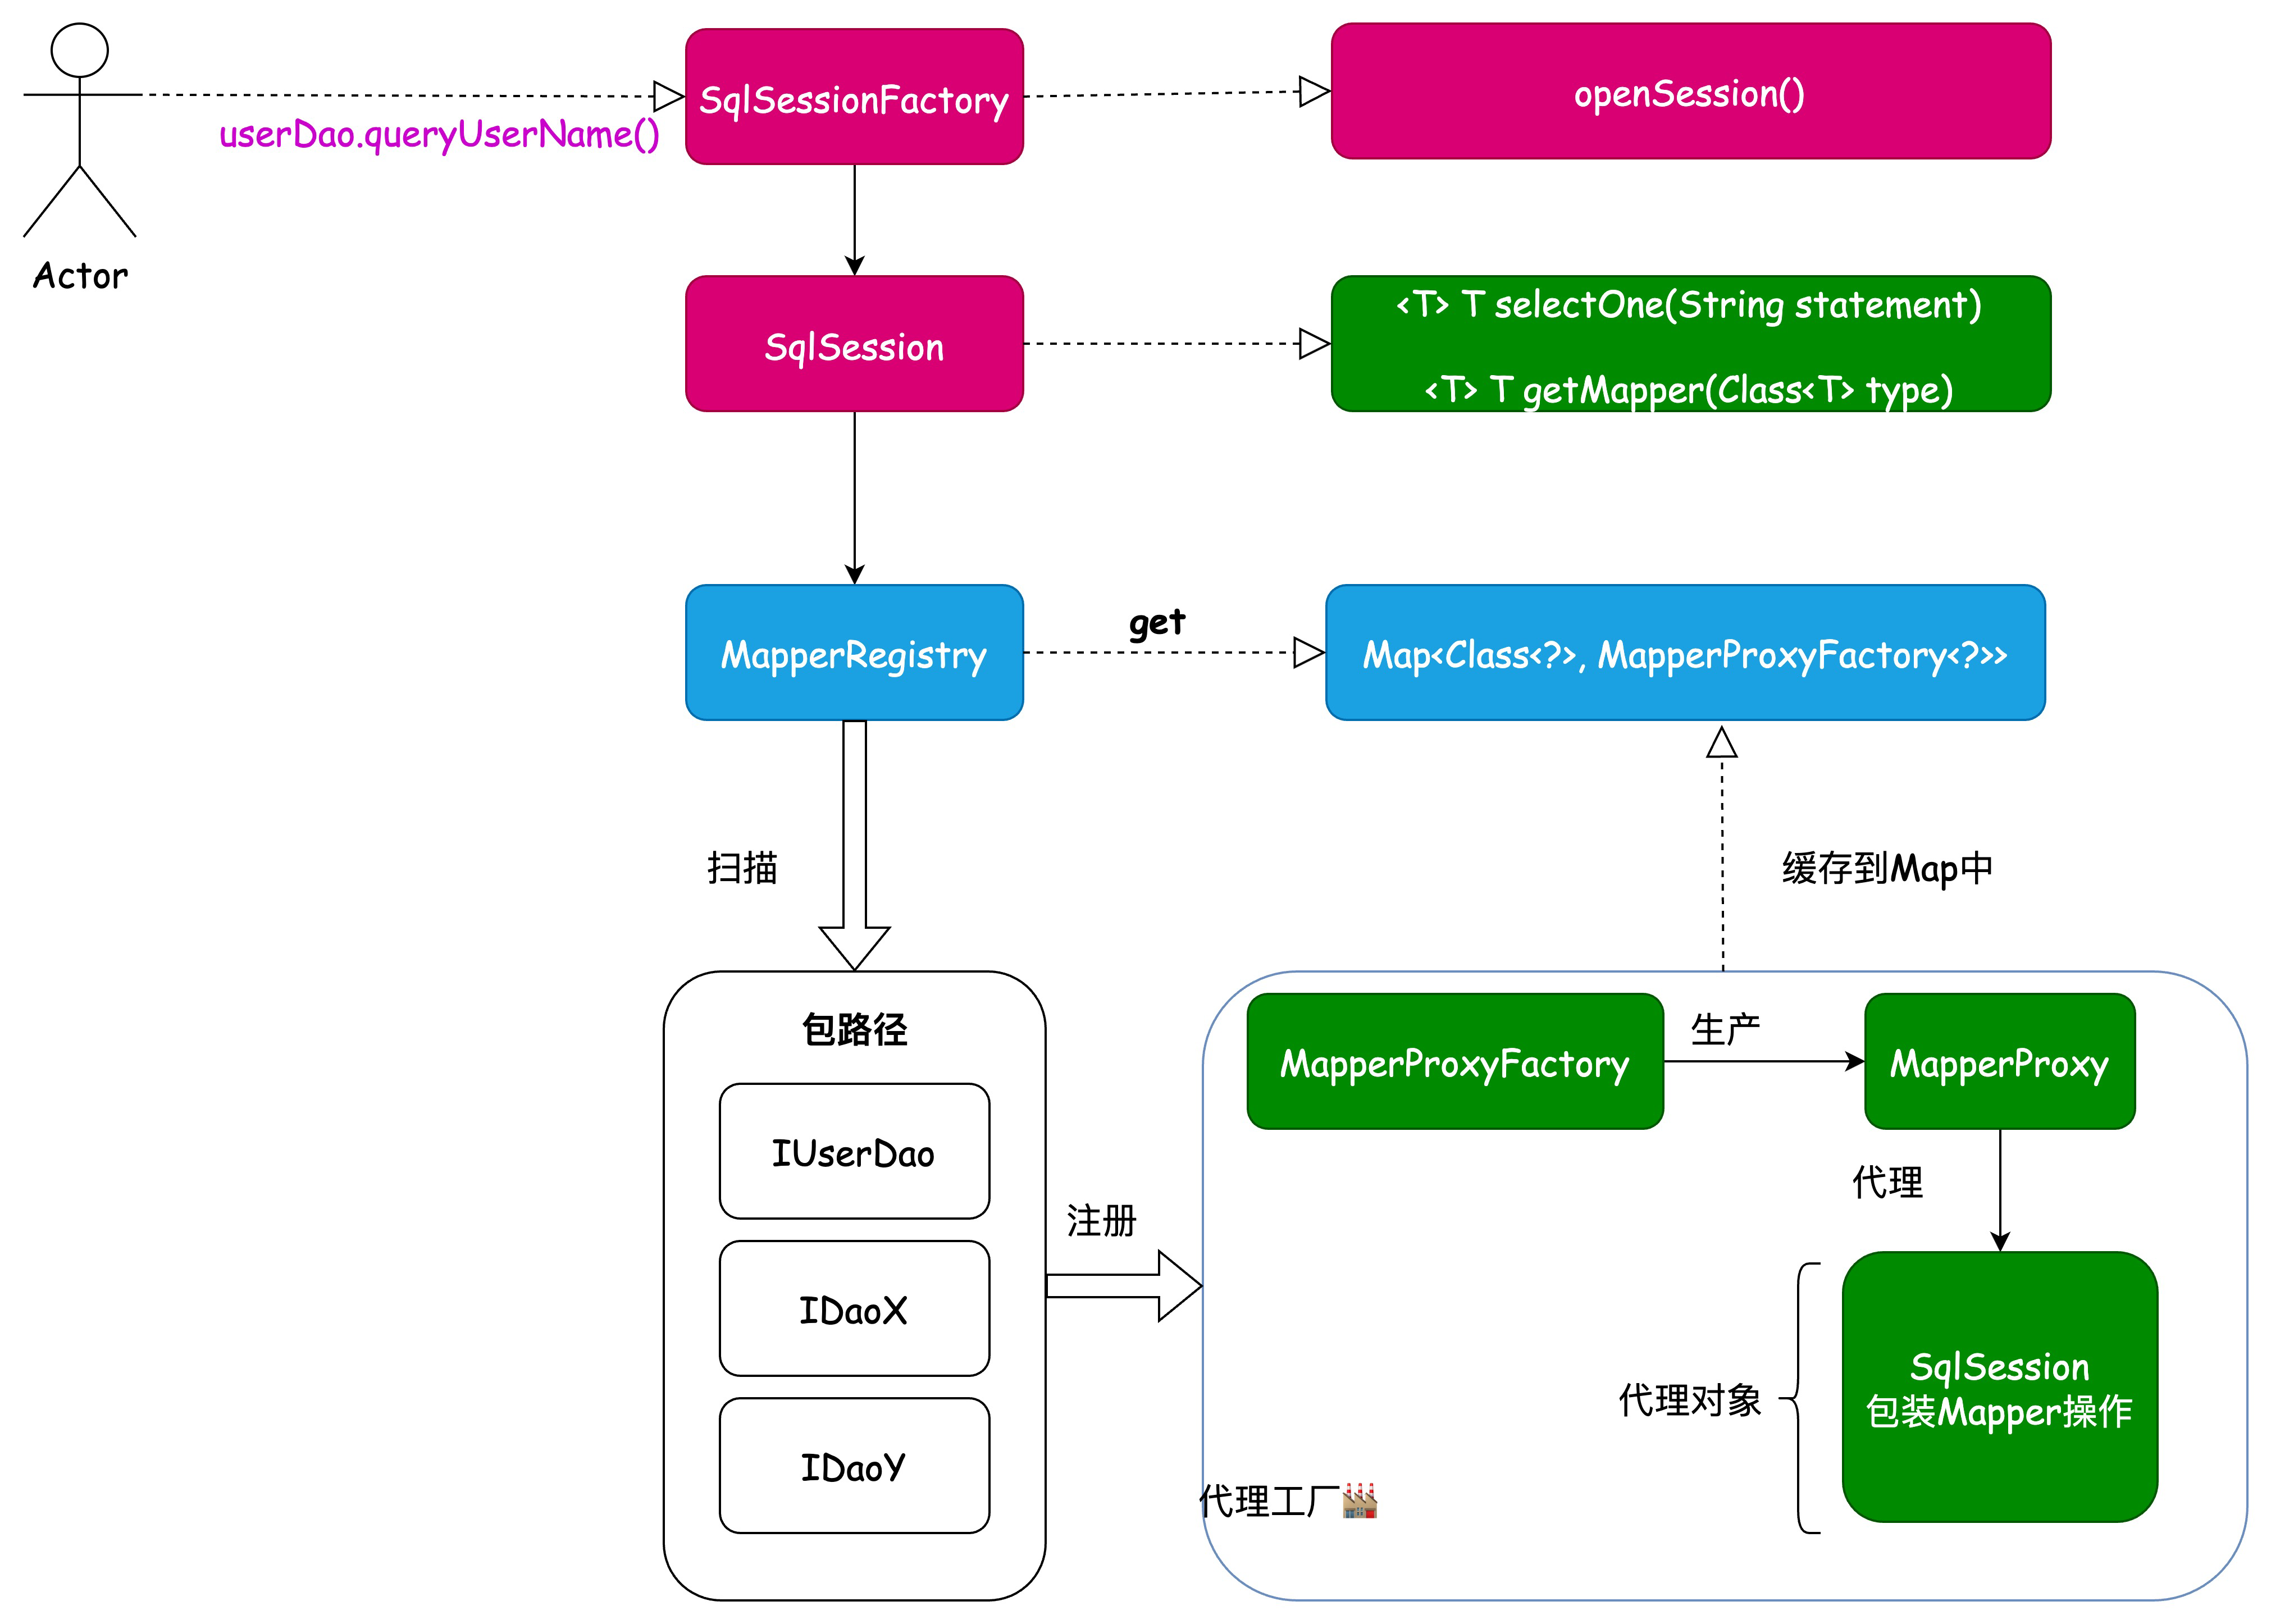 SqlSessionFactory
openSession()
userDao.queryUserName()
Actor
SqlSession
<T> T selectOne(String statement)
<T> T getMapper(Class<T> type)
MapperRegistry
get
Map<Class<?>, MapperProxyFactory<?>>
扫描
缓存到Map中
包路径
IUserDao
IDaoX
IDaoY
注册
MapperProxyFactory
生产
MapperProxy
代理
代理对象
SqlSession
包装Mapper操作
代理工厂🏭